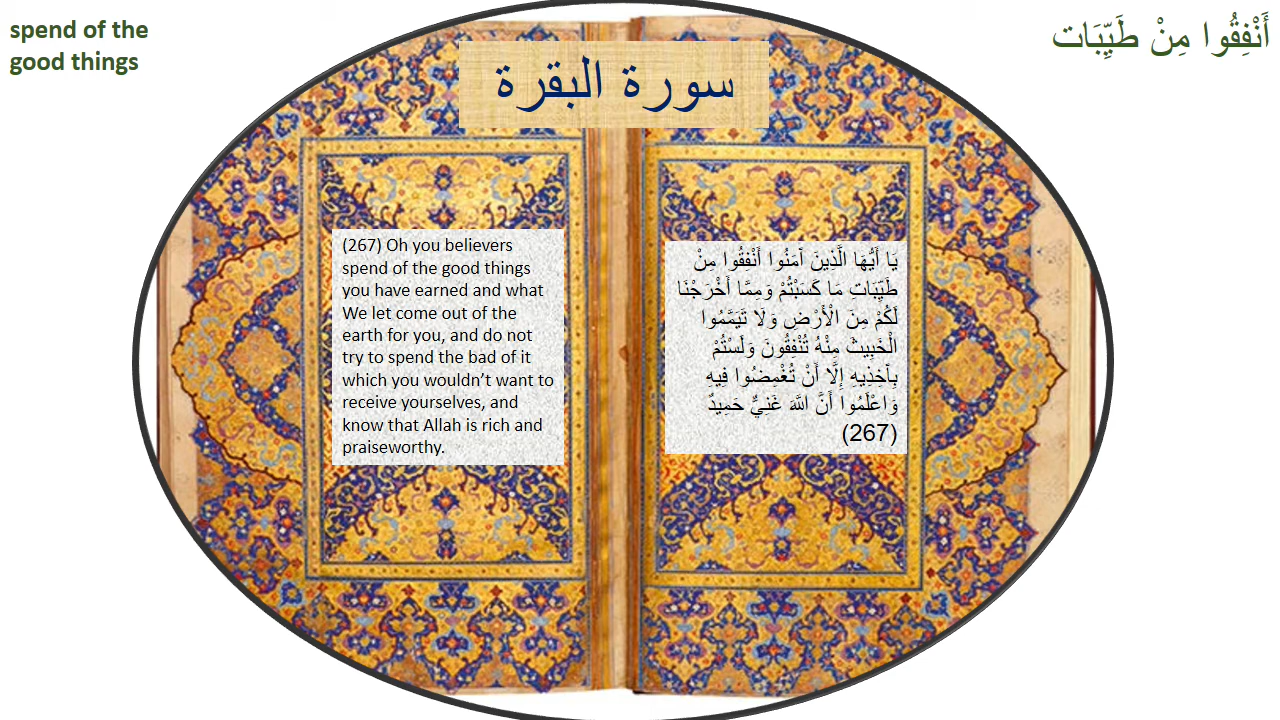 spend of the
good things
أَنْفِقُوا مِنْ طَيِّبَات
سورة البقرة
(267) Oh you believers
spend of the good things
you have earned and what
We let come out of the
earth for you, and do not
try to spend the bad of it
which you wouldn’t want to
receive yourselves, and
know that Allah is rich and
praiseworthy.
يَا أَيُّهَا الَّذِينَ آمَنُوا أَنْفِقُوا مِنْ
طَيِّبَاتِ مَا كَسَبْتُمْ وَمِمَّا أَخْرَجْنَا
لَكُمْ مِنَ الْأَرْضِ وَلَا تَيَمَّمُوا
الْخَبِيثَ مِنْهُ تُنْفِقُونَ وَلَسْتُمْ
بِآخِذِيهِ إِلَّا أَنْ تُغْمِضُوا فِيهِ
وَاعْلَمُوا أَنَّ اللَّهَ غَنِيٌّ حَمِيدٌ
(267)